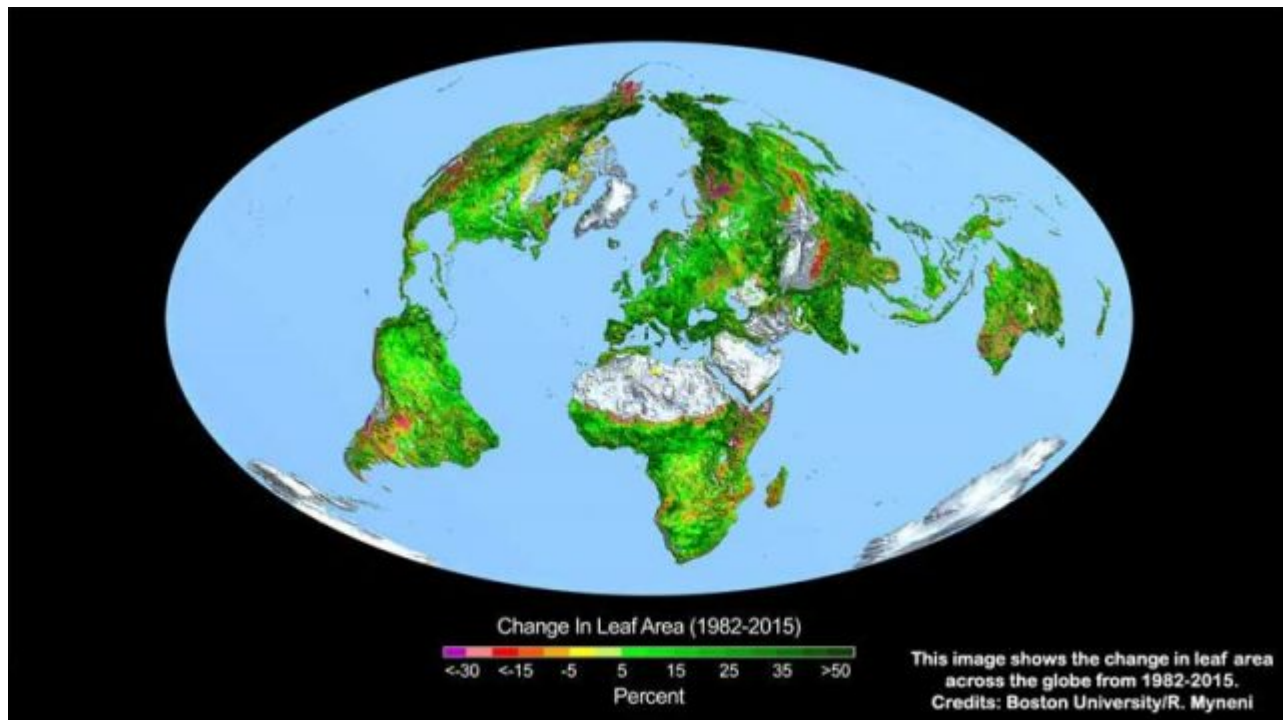 Change In Leaf Area (1982-2015)
<-30 <-15 -5 5 15 25 35 >50
Percent
This image shows the change in leaf area
across the globe from 1982-2015.
Credits: Boston University/R. Myneni